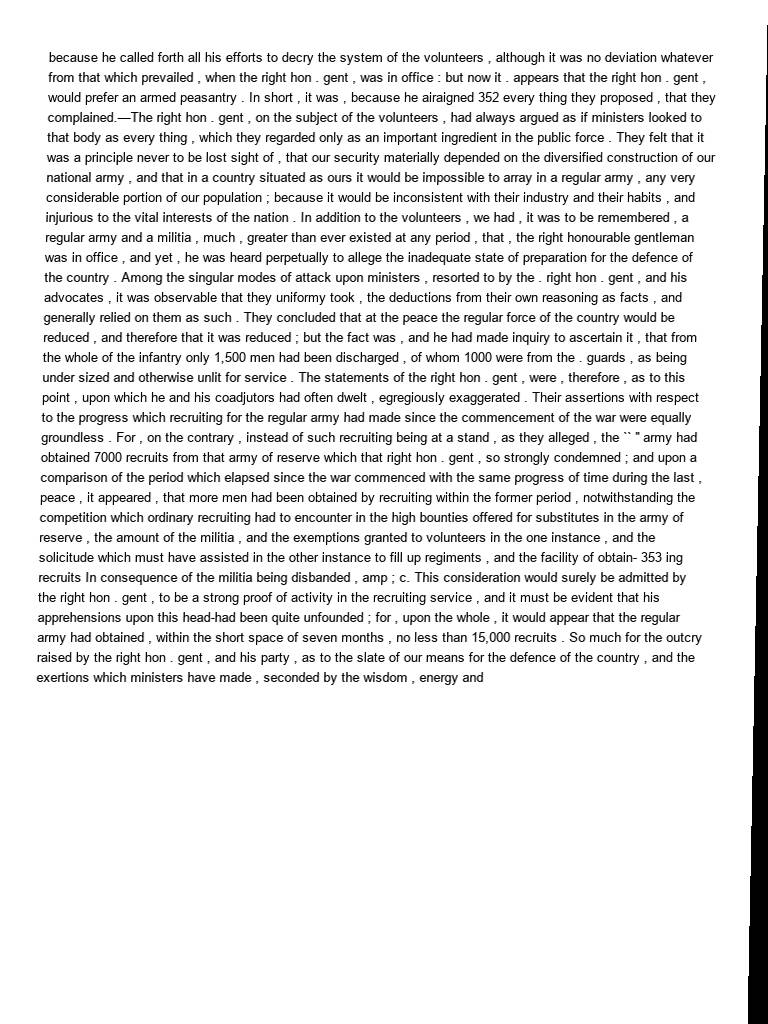 because he called forth all his efforts to decry the system of the volunteers , although it was no deviation whatever
from that which prevailed , when the right hon . gent , was in office : but now it . appears that the right hon . gent ,
would prefer an armed peasantry . In short , it was , because he airaigned 352 every thing they proposed , that they
complained.—The right hon . gent , on the subject of the volunteers , had always argued as if ministers looked to
that body as every thing , which they regarded only as an important ingredient in the public force . They felt that it
was a principle never to be lost sight of , that our security materially depended on the diversified construction of our
national army , and that in a country situated as ours it would be impossible to array in a regular army , any very
considerable portion of our population ; because it would be inconsistent with their industry and their habits , and
injurious to the vital interests of the nation . In addition to the volunteers , we had , it was to be remembered , a
regular army and a militia , much , greater than ever existed at any period , that , the right honourable gentleman
was in office , and yet , he was heard perpetually to allege the inadequate state of preparation for the defence of
the country . Among the singular modes of attack upon ministers , resorted to by the . right hon . gent , and his
advocates , it was observable that they uniformy took , the deductions from their own reasoning as facts , and
generally relied on them as such . They concluded that at the peace the regular force of the country would be
reduced , and therefore that it was reduced ; but the fact was , and he had made inquiry to ascertain it , that from
the whole of the infantry only 1,500 men had been discharged , of whom 1000 were from the . guards , as being
under sized and otherwise unlit for service . The statements of the right hon . gent , were , therefore , as to this
point , upon which he and his coadjutors had often dwelt , egregiously exaggerated . Their assertions with respect
to the progress which recruiting for the regular army had made since the commencement of the war were equally
groundless . For , on the contrary , instead of such recruiting being at a stand , as they alleged , the `` " army had
obtained 7000 recruits from that army of reserve which that right hon . gent , so strongly condemned ; and upon a
comparison of the period which elapsed since the war commenced with the same progress of time during the last ,
peace , it appeared , that more men had been obtained by recruiting within the former period , notwithstanding the
competition which ordinary recruiting had to encounter in the high bounties offered for substitutes in the army of
reserve , the amount of the militia , and the exemptions granted to volunteers in the one instance , and the
solicitude which must have assisted in the other instance to fill up regiments , and the facility of obtain- 353 ing
recruits In consequence of the militia being disbanded , amp ; c. This consideration would surely be admitted by
the right hon . gent , to be a strong proof of activity in the recruiting service , and it must be evident that his
apprehensions upon this head-had been quite unfounded ; for , upon the whole , it would appear that the regular
army had obtained , within the short space of seven months , no less than 15,000 recruits . So much for the outcry
raised by the right hon . gent , and his party , as to the slate of our means for the defence of the country , and the
exertions which ministers have made , seconded by the wisdom , energy and